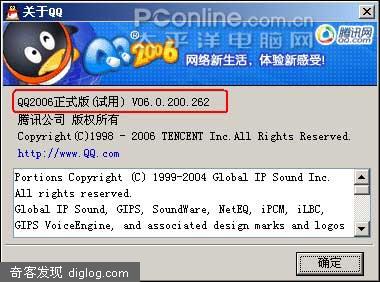 关于QQ
PConline.com.cn
太平洋电脑网
QQ2006
腾讯网
QQ.com
网络新生活，体验新感受!
QQ2006正式版(试用) V06.0.200.262
腾讯公司 版权所有
Copyright(C)1998 - 2006 TENCENT Inc.All Rights Reserved.
http://www.QQ.com
Portions Copyright (C) 1999-2004 Global IP Sound Inc.
All rights reserved.
Global IP Sound, GIPS, SoundWare, NetEQ, iPCM, iLBC,
GIPS VoiceEngine, and associated design marks and logos
确定
奇客发现 diglog.com